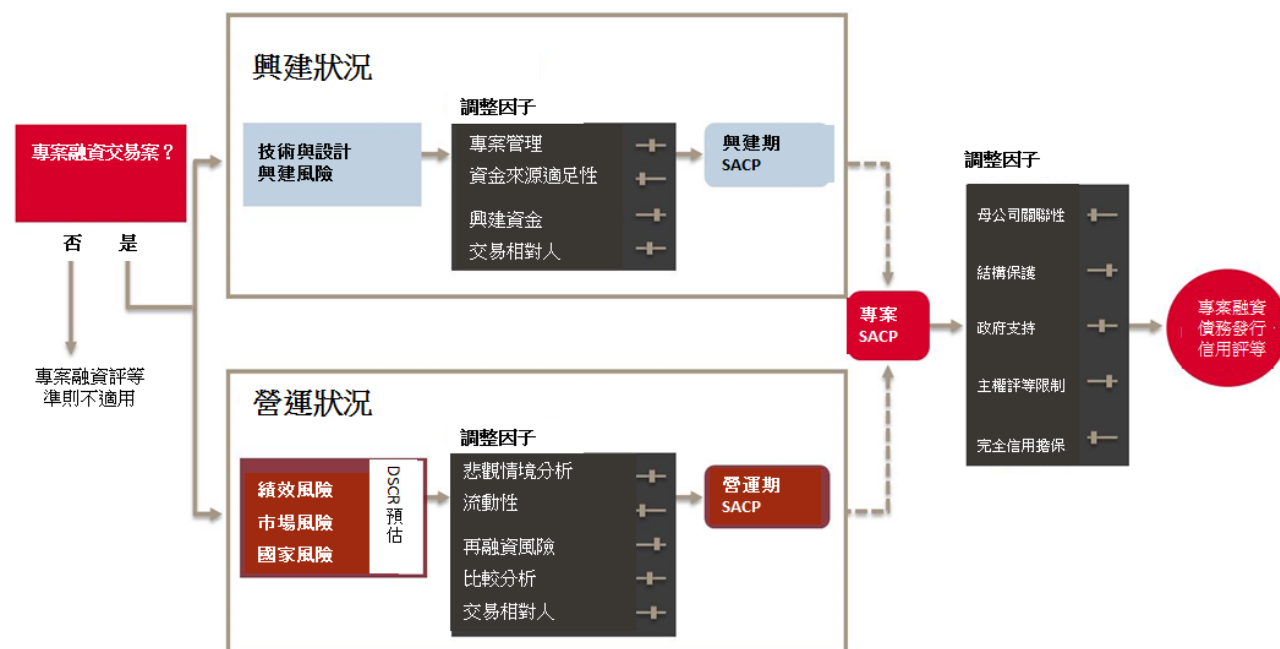 專案融資交易案？
否
是
專案融資評等
準則不適用
興建狀況
技術與設計
興建風險
調整因子
專案管理
資金來源適足性
興建資金
交易相對人
興建期
SACP
營運狀況
績效風險
市場風險
國家風險
DSCR預估
調整因子
悲觀情境分析
流動性
再融資風險
比較分析
交易相對人
營運期
SACP
專案
SACP
調整因子
母公司關聯性
結構保護
政府支持
主權評等限制
完全信用擔保
專案融資
債務發行
信用評等